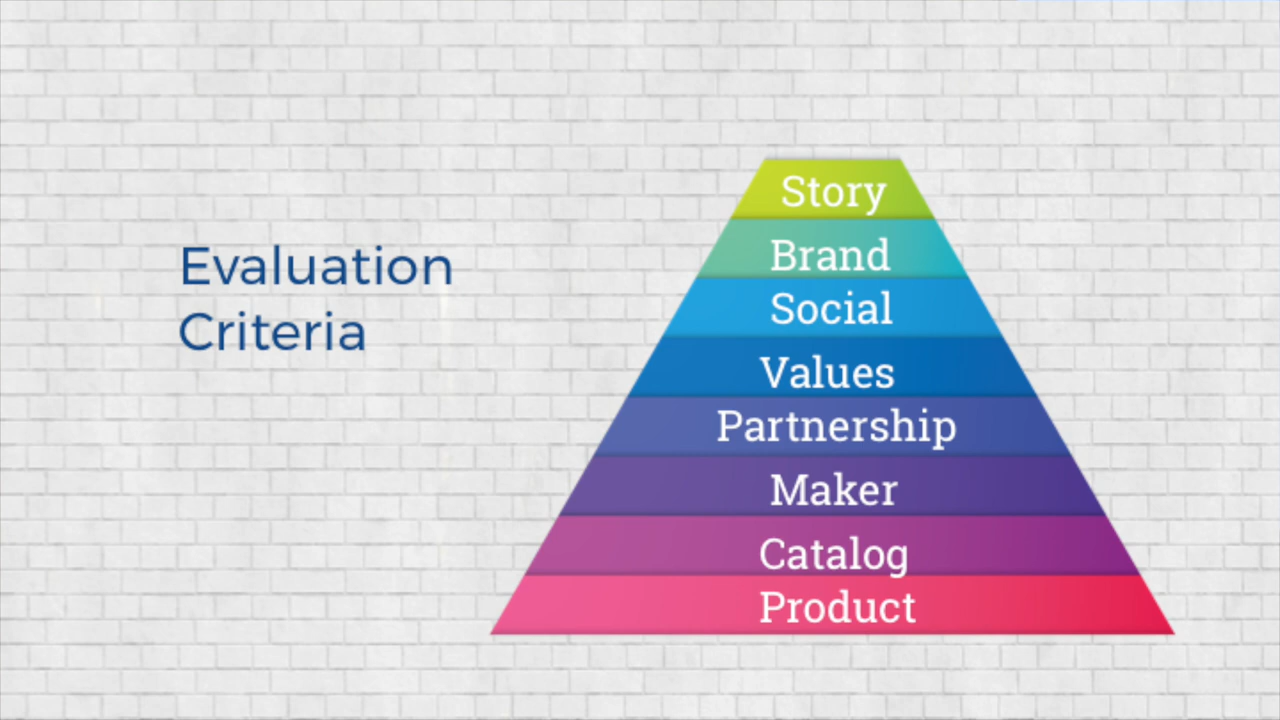 Evaluation
Criteria
Story
Brand
Social
Values
Partnership
Maker
Catalog
Product